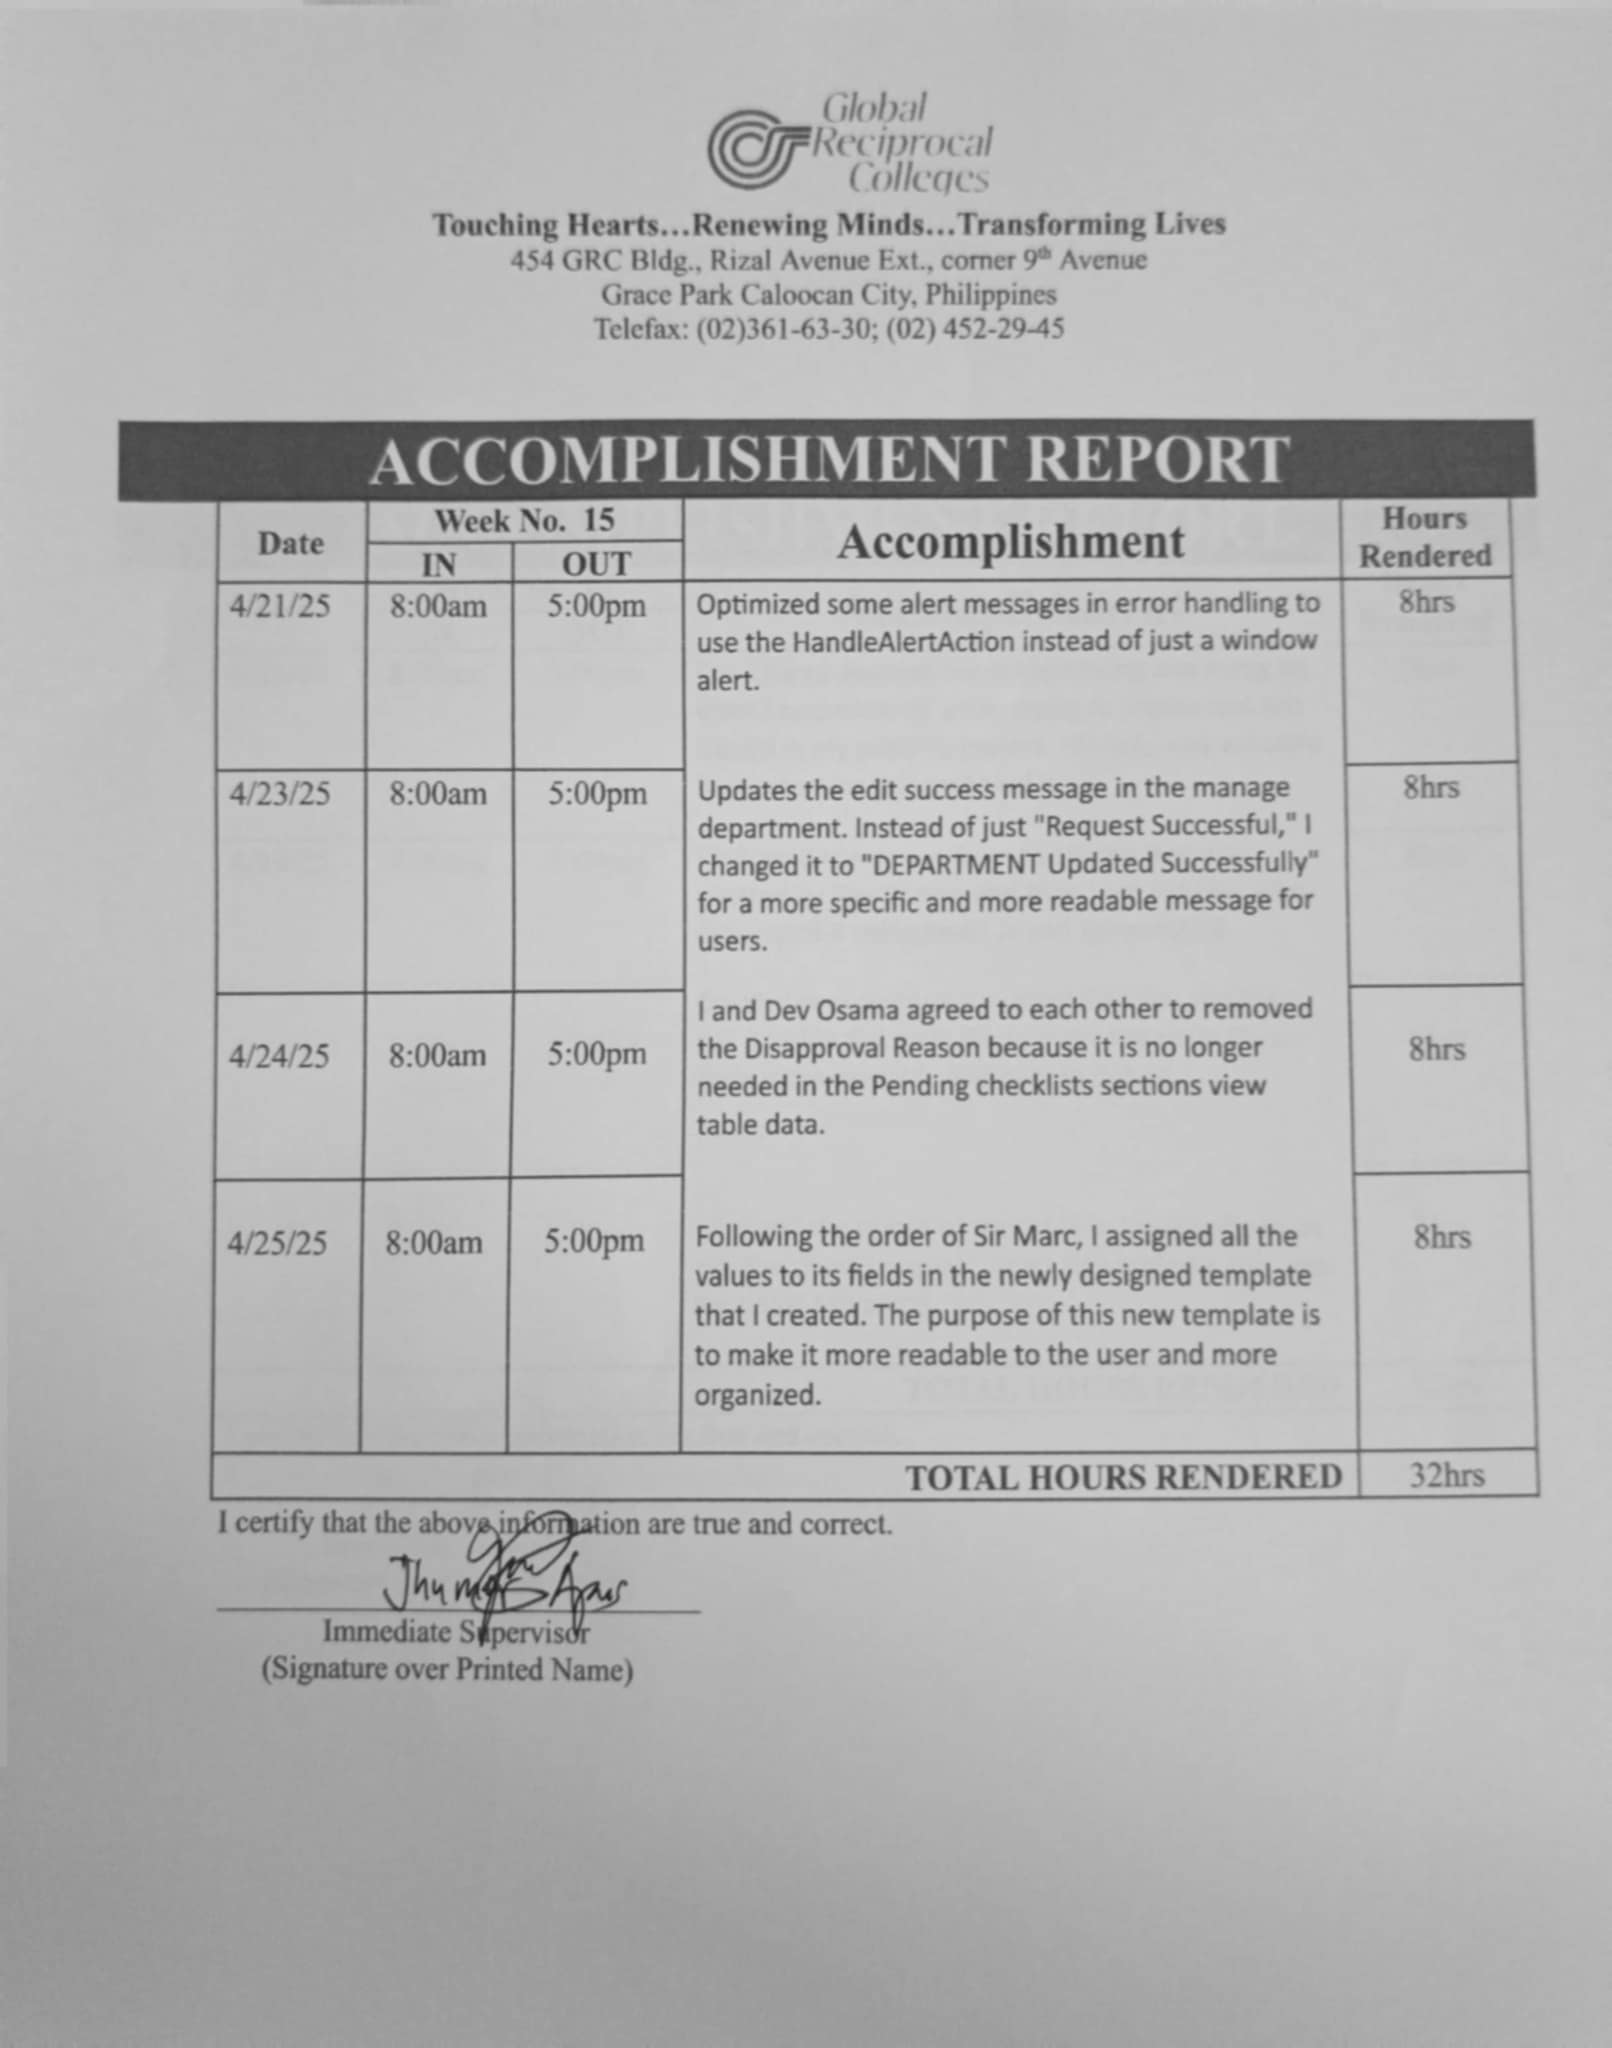 Global
Reciprocal
Colleges
Touching Hearts...Renewing Minds...Transforming Lives
454 GRC Bldg., Rizal Avenue Ext., corner 9th Avenue
Grace Park Caloocan City, Philippines
Telefax: (02)361-63-30; (02) 452-29-45
ACCOMPLISHMENT REPORT
Date
Week No. 15
IN
OUT
Accomplishment
Hours
Rendered
4/21/25
8:00am
5:00pm
Optimized some alert messages in error handling to
use the HandleAlertAction instead of just a window
alert.
8hrs
4/23/25
8:00am
5:00pm
Updates the edit success message in the manage
department. Instead of just "Request Successful," I
changed it to "DEPARTMENT Updated Successfully"
for a more specific and more readable message for
users.
8hrs
4/24/25
8:00am
5:00pm
I and Dev Osama agreed to each other to removed
the Disapproval Reason because it is no longer
needed in the Pending checklists sections view
table data.
8hrs
4/25/25
8:00am
5:00pm
Following the order of Sir Marc, I assigned all the
values to its fields in the newly designed template
that I created. The purpose of this new template is
to make it more readable to the user and more
organized.
8hrs
TOTAL HOURS RENDERED
32hrs
I certify that the above information are true and correct.
Immediate Supervisor
(Signature over Printed Name)